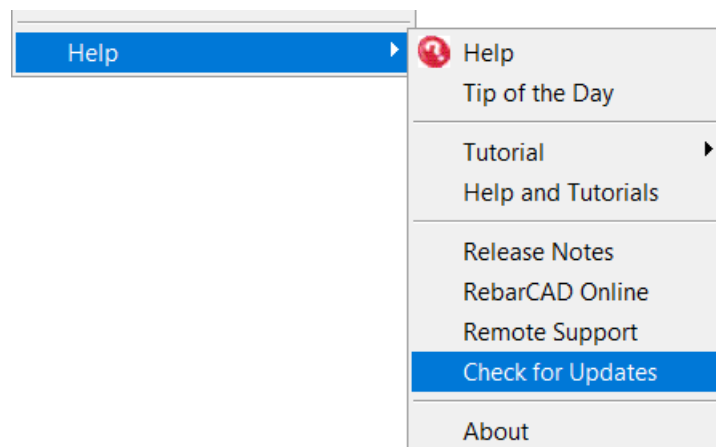 Help
Help
Tip of the Day
Tutorial
Help and Tutorials
Release Notes
RebarCAD Online
Remote Support
Check for Updates
About